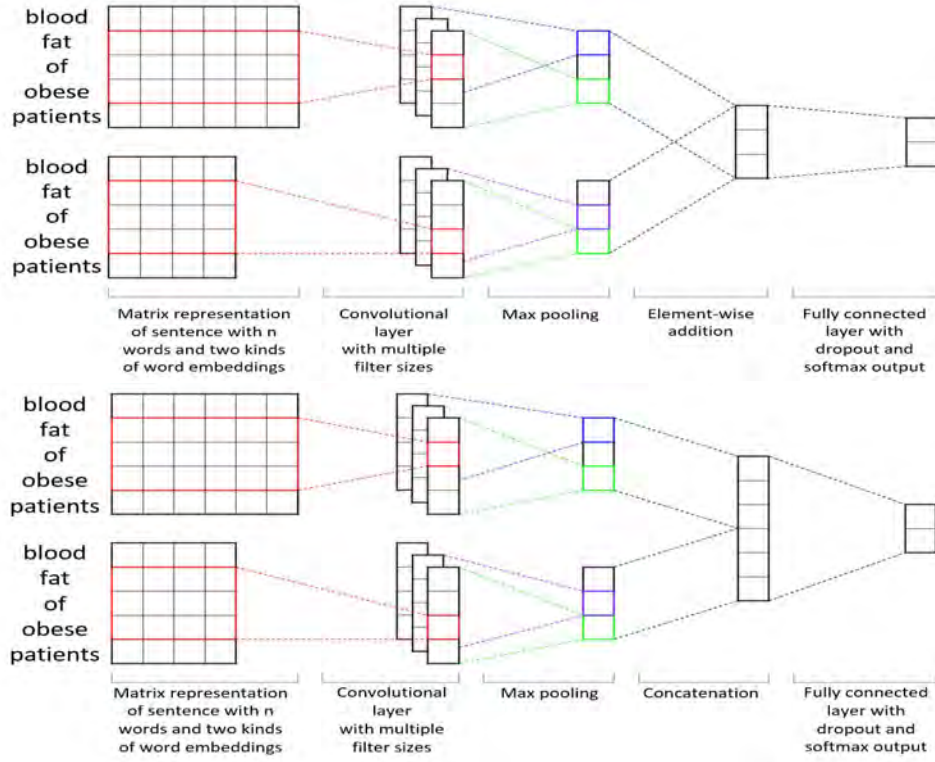 blood
fat
of
obese
patients
blood
fat
of
obese
patients
Matrix representation
of sentence with n
words and two kinds
of word embeddings
Convolutional
layer
with multiple
filter sizes
Max pooling
Element-wise
addition
Fully connected
layer with
dropout and
softmax output
blood
fat
of
obese
patients
blood
fat
of
obese
patients
Matrix representation
of sentence with n
words and two kinds
of word embeddings
Convolutional
layer
with multiple
filter sizes
Max pooling
Concatenation
Fully connected
layer with
dropout and
softmax output